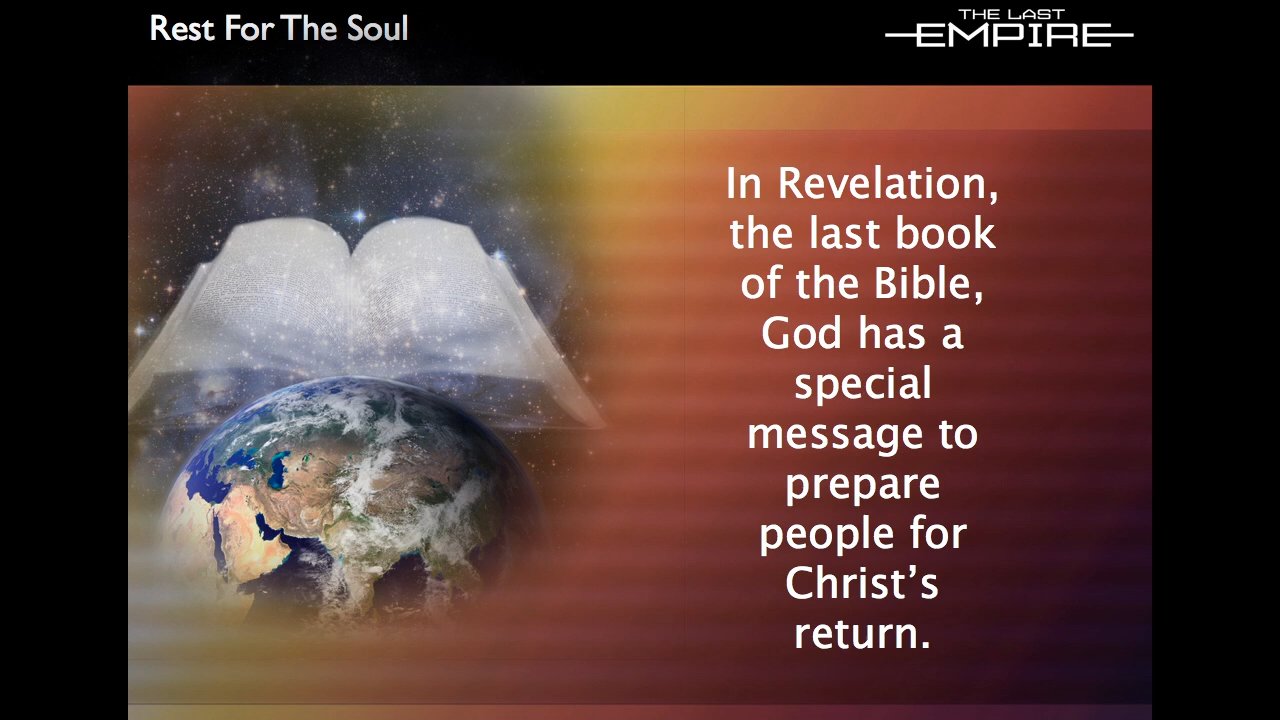 Rest For The Soul
THE LAST
EMPIRE
In Revelation,
the last book
of the Bible,
God has a
special
message to
prepare
people for
Christ’s
return.